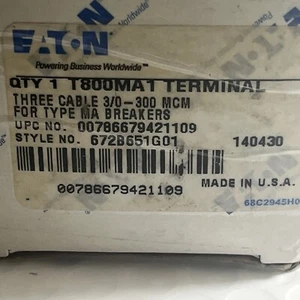 EATON
Powering Business Worldwide™
QTY 1 T800MA1 TERMINAL
THREE CABLE 3/0-300 MCM
FOR TYPE MA BREAKERS
UPC NO. 00786679421109
STYLE NO. 672B651G01 140430
00786679421109 MADE IN U.S.A.
68C2945H0